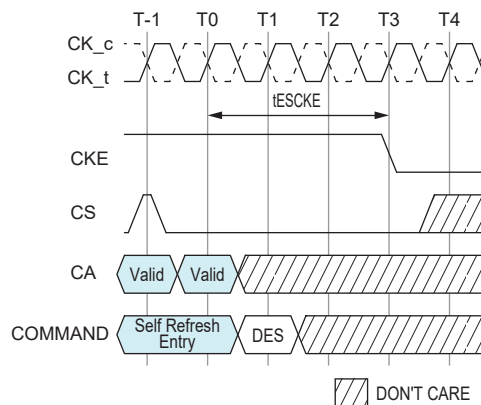 T-1 T0 T1 T2 T3 T4
CK_c
CK_t
tESCKE
CKE
CS
CA Valid Valid
COMMAND Self Refresh Entry DES
DON'T CARE